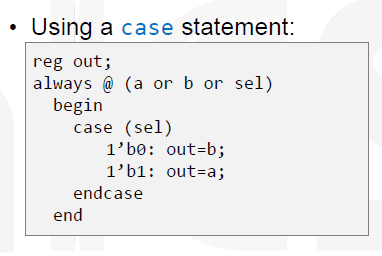 • Using a case statement:
reg out;
always @ (a or b or sel)
  begin
    case (sel)
       1’b0: out=b;
       1’b1: out=a;
    endcase
  end